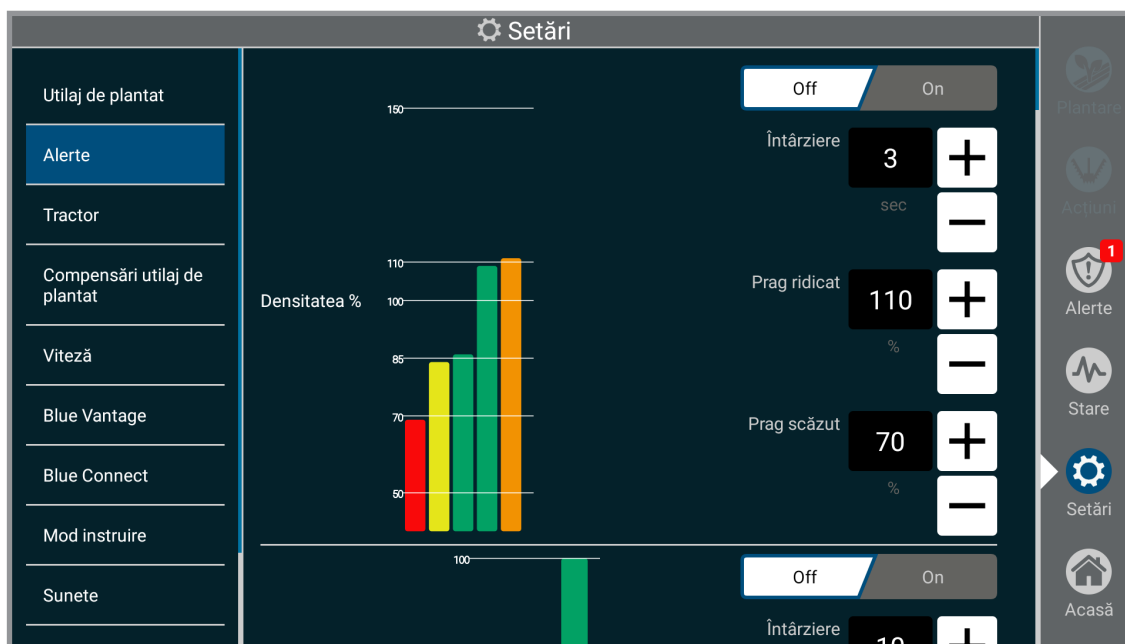 Setări
Utilaj de plantat
Alerte
Tractor
Compensări utilaj de
plantat
Viteză
Blue Vantage
Blue Connect
Mod instruire
Sunete
Densitatea %
150
110
100
85
70
50
Off On
Întârziere
3
sec
Prag ridicat
110
%
Prag scăzut
70
%
100
Off On
Întârziere
10
Plantare
Acțiuni
1
Alerte
Stare
Setări
Acasă